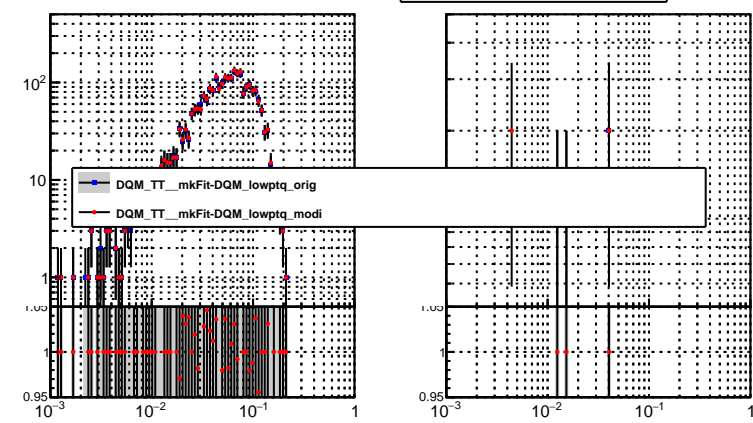 10²
10
1
DQM_TT__mkFit-DQM_lowptq_orig
DQM_TT__mkFit-DQM_lowptq_modi
1.05 1.05
1 1
0.95 0.95
10⁻³ 10⁻² 10⁻¹ 1 10⁻³ 10⁻² 10⁻¹ 1